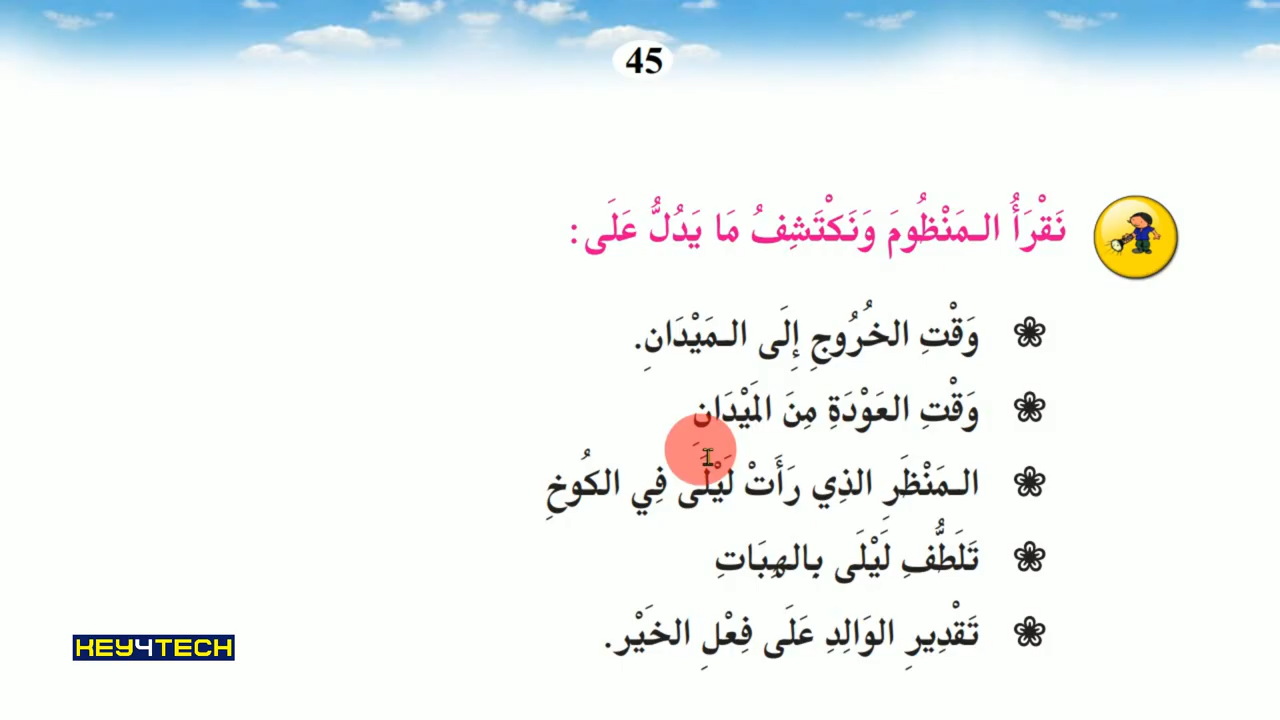 45
نَقْرَأُ الـمَنْظُومَ وَنَكْتَشِفُ مَا يَدُلُّ عَلَى:
وَقْتِ الخُرُوجِ إِلَى الـمَيْدَانِ.
وَقْتِ العَوْدَةِ مِنَ المَيْدَانِ
الـمَنْظَرِ الذِي رَأَتْ لَيْلَى فِي الكُوخِ
تَلَطُّفِ لَيْلَى بِالهِبَاتِ
تَقْدِيرِ الوَالِدِ عَلَى فِعْلِ الخَيْرِ.
KEY4TECH